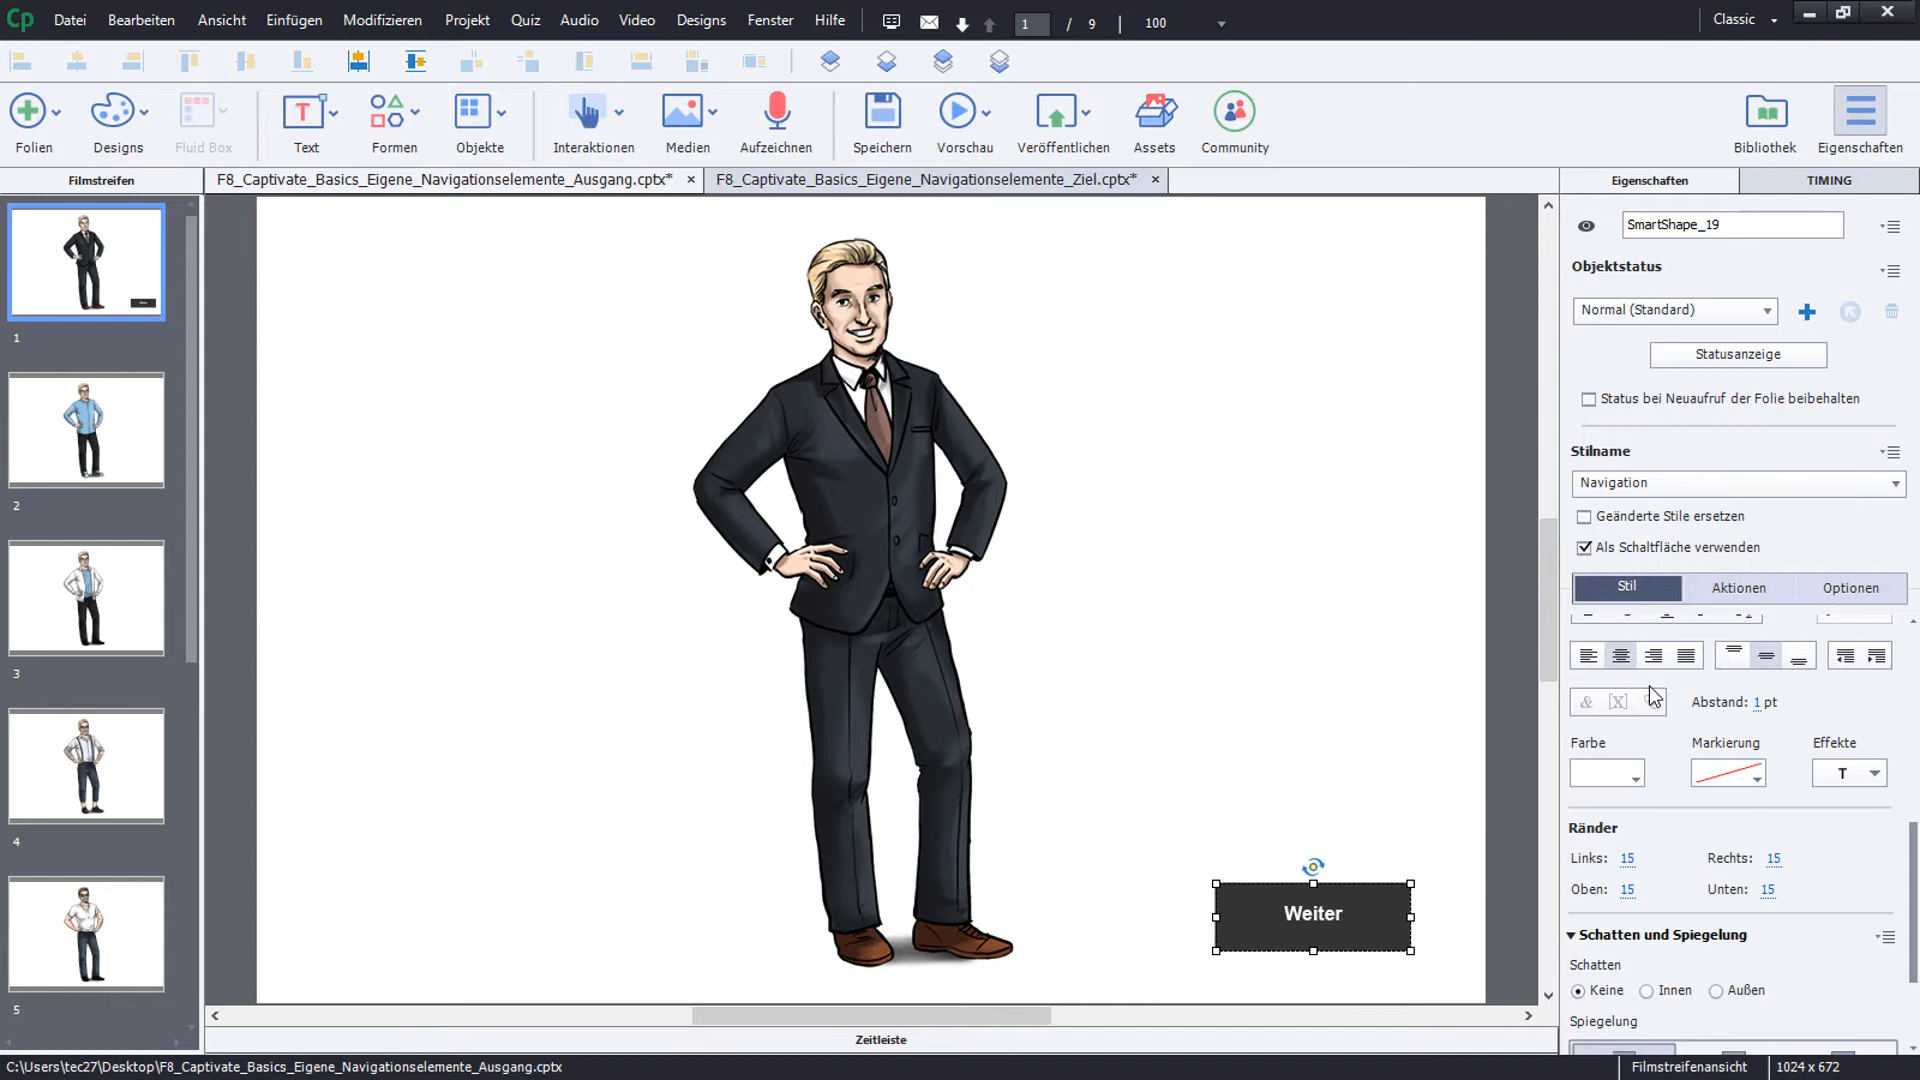 Cp Datei Bearbeiten Ansicht Einfügen Modifizieren Projekt Quiz Audio Video Designs Fenster Hilfe 1 / 9 100 Classic
Folien Designs Fluid Box Text Formen Objekte Interaktionen Medien Aufzeichnen Speichern Vorschau Veröffentlichen Assets Community Bibliothek Eigenschaften
Filmstreifen F8_Captivate_Basics_Eigene_Navigationselemente_Ausgang.cptx* F8_Captivate_Basics_Eigene_Navigationselemente_Ziel.cptx* Eigenschaften TIMING
1
2
3
4
5
Weiter
Zeitleiste
SmartShape_19
Objektstatus
Normal (Standard)
Statusanzeige
Status bei Neuaufruf der Folie beibehalten
Stilname
Navigation
Geänderte Stile ersetzen
Als Schaltfläche verwenden
Stil Aktionen Optionen
& [X] Abstand: 1 pt
Farbe Markierung Effekte
T
Ränder
Links: 15 Rechts: 15
Oben: 15 Unten: 15
Schatten und Spiegelung
Schatten
Keine Innen Außen
Spiegelung
C:\Users\tec27\Desktop\F8_Captivate_Basics_Eigene_Navigationselemente_Ausgang.cptx Filmstreifenansicht 1024 x 672